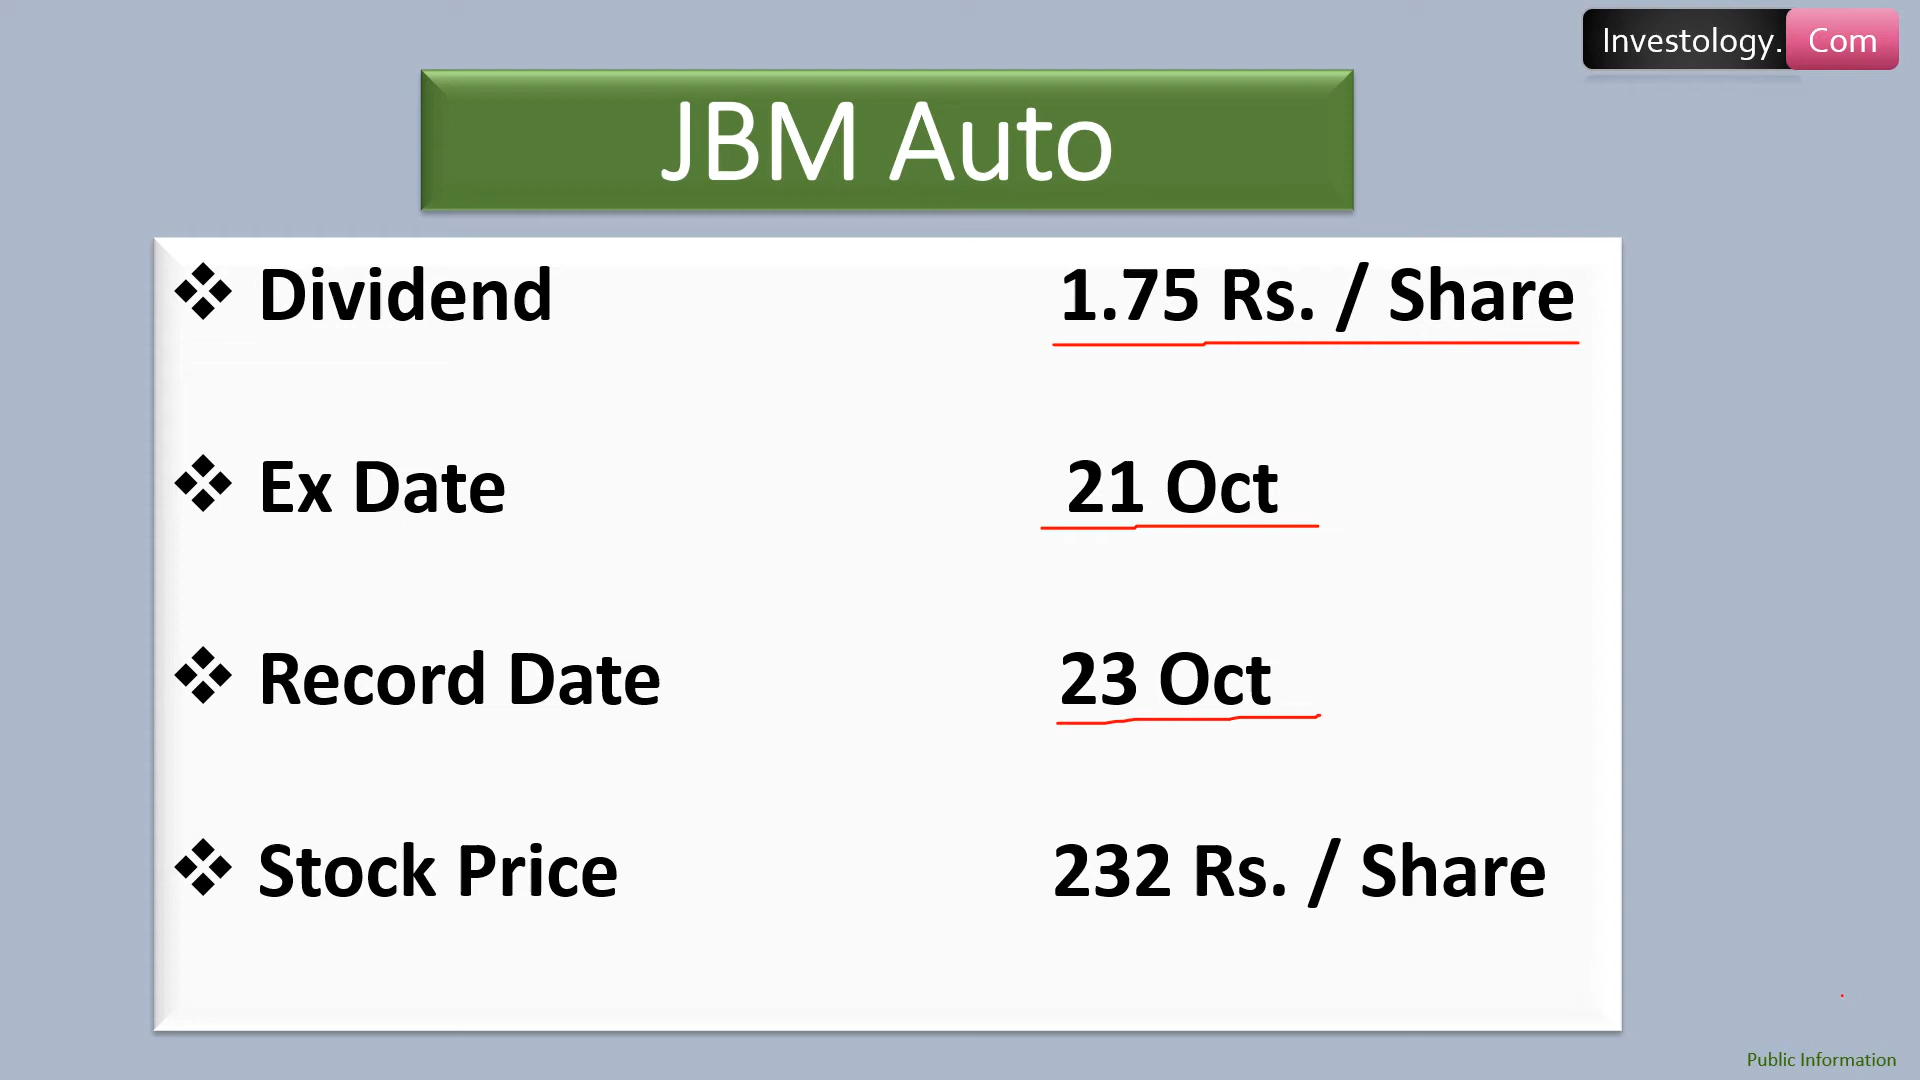 Investology. Com
JBM Auto
❖ Dividend 1.75 Rs. / Share
❖ Ex Date 21 Oct
❖ Record Date 23 Oct
❖ Stock Price 232 Rs. / Share
Public Information